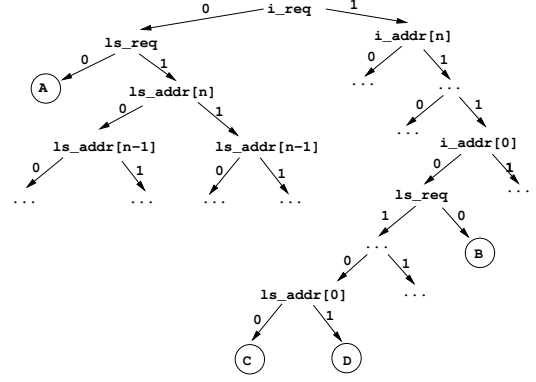 0 i_req 1
ls_req i_addr[n]
0 1 0 1
A ls_addr[n] ... ...
0 1 0 1
ls_addr[n-1] ls_addr[n-1] ... i_addr[0]
0 1 0 1 0 1
... ... ... ... ls_req ...
1 0
... B
0 1
ls_addr[0] ...
0 1
C D